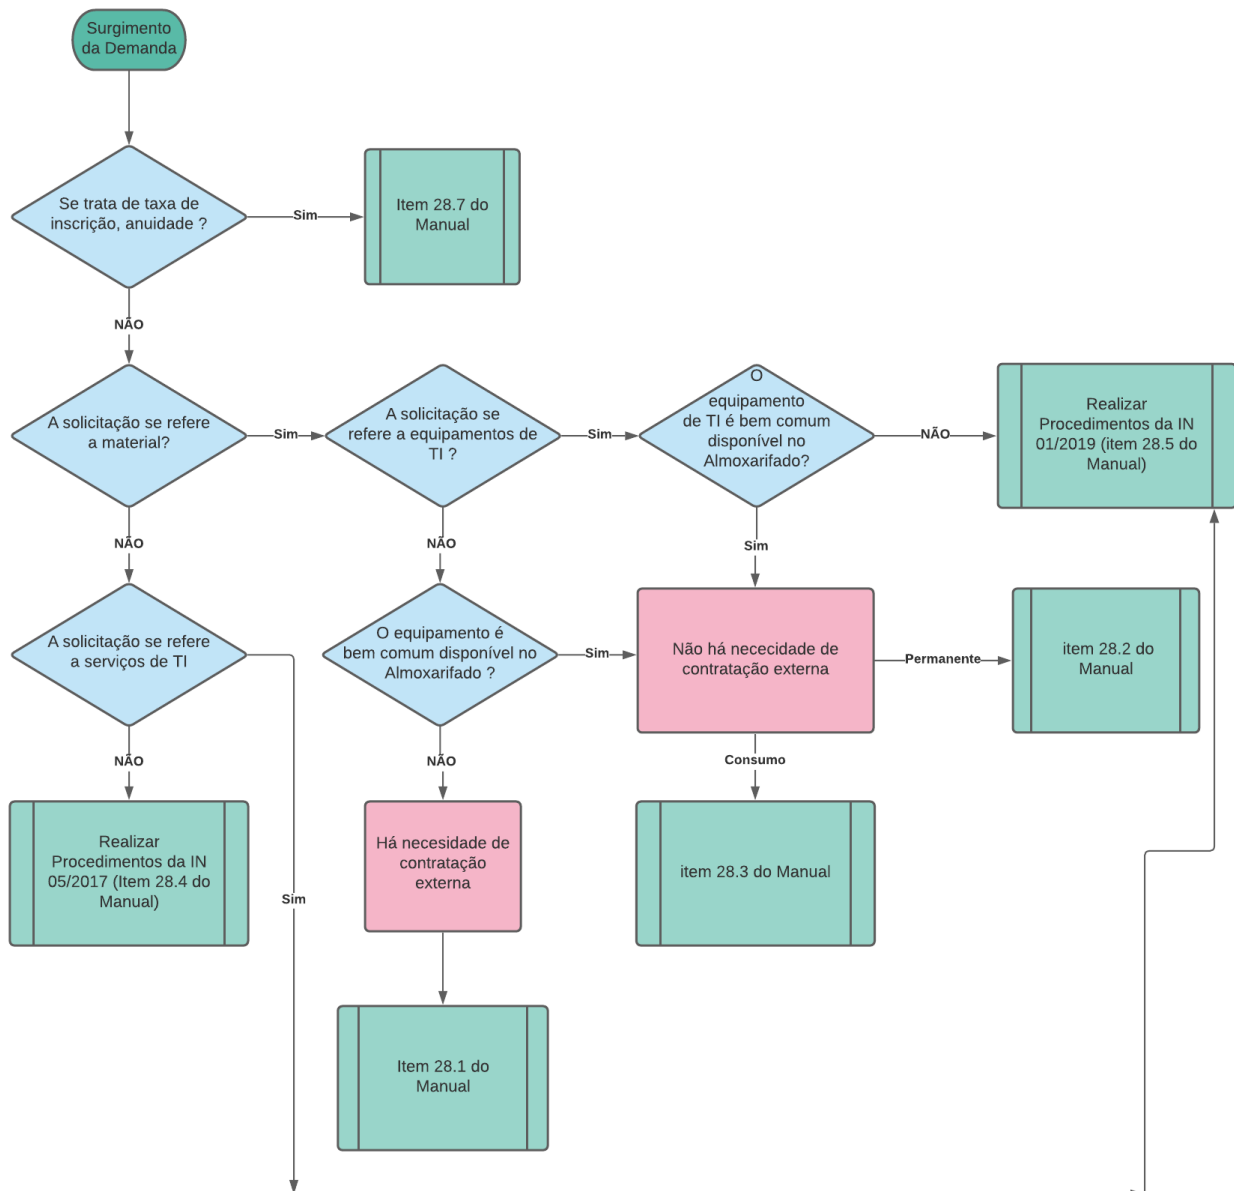 Surgimento
da Demanda
Se trata de taxa de
inscrição, anuidade ?
Sim
Item 28.7 do
Manual
NÃO
A solicitação se refere
a material?
Sim
A solicitação se
refere a equipamentos de
TI ?
Sim
O
equipamento
de TI é bem comum
disponível no
Almoxarifado?
NÃO
Realizar
Procedimentos da IN
01/2019 (item 28.5 do
Manual)
NÃO
NÃO
Sim
A solicitação se refere
a serviços de TI
O equipamento é
bem comum disponível no
Almoxarifado ?
Sim
Não há nececidade de
contratação externa
Permanente
item 28.2 do
Manual
NÃO
NÃO
Consumo
Realizar
Procedimentos da IN
05/2017 (Item 28.4 do
Manual)
Sim
Há necesidade de
contratação
externa
item 28.3 do Manual
Item 28.1 do
Manual